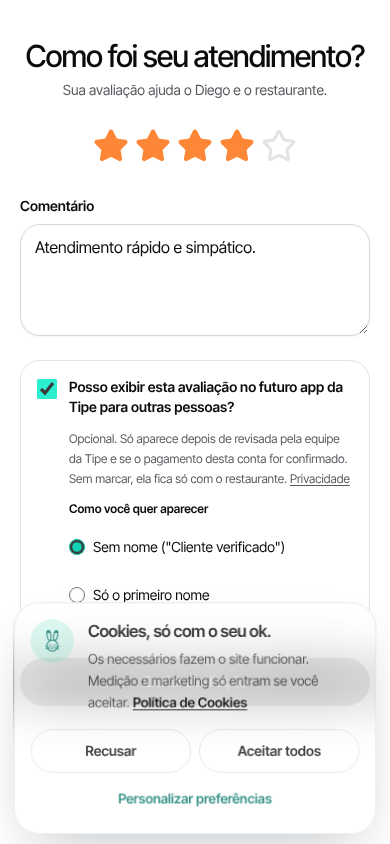 Como foi seu atendimento?
Sua avaliação ajuda o Diego e o restaurante.
Comentário
Atendimento rápido e simpático.
Posso exibir esta avaliação no futuro app da
Tipe para outras pessoas?
Opcional. Só aparece depois de revisada pela equipe
da Tipe e se o pagamento desta conta for confirmado.
Sem marcar, ela fica só com o restaurante. Privacidade
Como você quer aparecer
Sem nome ("Cliente verificado")
Só o primeiro nome
Cookies, só com o seu ok.
Os necessários fazem o site funcionar.
Medição e marketing só entram se você
aceitar. Política de Cookies
Recusar
Aceitar todos
Personalizar preferências